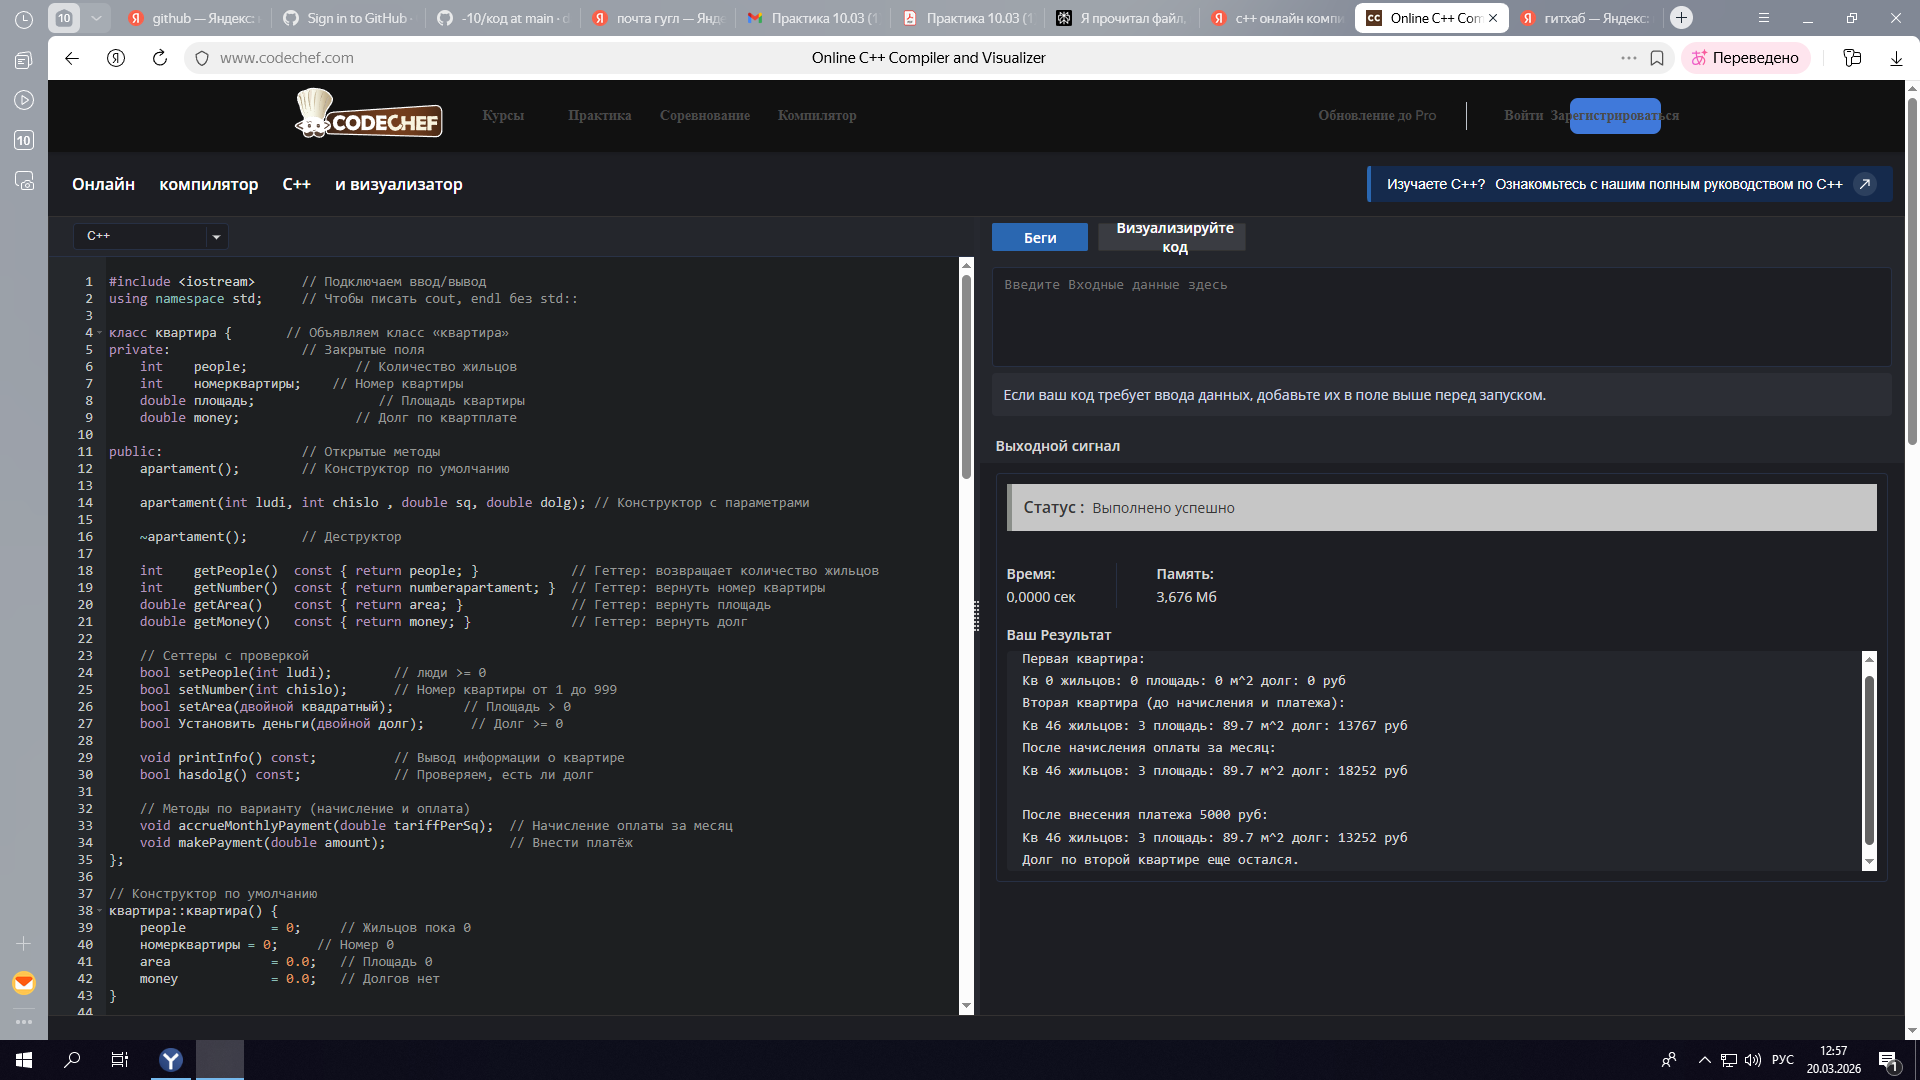 10
github — Яндекс:
Sign in to GitHub
-10/код at main · d
почта гугл — Янде
Практика 10.03 (1
Практика 10.03 (1
Я прочитал файл,
c++ онлайн компи
Online C++ Com
гитхаб — Яндекс:
www.codechef.com
Online C++ Compiler and Visualizer
Переведено
10
CODECHEF
Курсы
Практика
Соревнование
Компилятор
Обновление до Pro
Войти
Зарегистрироваться
Онлайн компилятор C++ и визуализатор
Изучаете C++? Ознакомьтесь с нашим полным руководством по C++
C++
1 #include <iostream> // Подключаем ввод/вывод
2 using namespace std; // Чтобы писать cout, endl без std::
3
4 класс квартира { // Объявляем класс «квартира»
5 private: // Закрытые поля
6 int people; // Количество жильцов
7 int номерквартиры; // Номер квартиры
8 double площадь; // Площадь квартиры
9 double money; // Долг по квартплате
10
11 public: // Открытые методы
12 apartament(); // Конструктор по умолчанию
13
14 apartament(int ludi, int chislo , double sq, double dolg); // Конструктор с параметрами
15
16 ~apartament(); // Деструктор
17
18 int getPeople() const { return people; } // Геттер: возвращает количество жильцов
19 int getNumber() const { return numberapartament; } // Геттер: вернуть номер квартиры
20 double getArea() const { return area; } // Геттер: вернуть площадь
21 double getMoney() const { return money; } // Геттер: вернуть долг
22
23 // Сеттеры с проверкой
24 bool setPeople(int ludi); // люди >= 0
25 bool setNumber(int chislo); // Номер квартиры от 1 до 999
26 bool setArea(двойной квадратный); // Площадь > 0
27 bool Установить деньги(двойной долг); // Долг >= 0
28
29 void printInfo() const; // Вывод информации о квартире
30 bool hasdolg() const; // Проверяем, есть ли долг
31
32 // Методы по варианту (начисление и оплата)
33 void accrueMonthlyPayment(double tariffPerSq); // Начисление оплаты за месяц
34 void makePayment(double amount); // Внести платёж
35 };
36
37 // Конструктор по умолчанию
38 квартира::квартира() {
39 people = 0; // Жильцов пока 0
40 номерквартиры = 0; // Номер 0
41 area = 0.0; // Площадь 0
42 money = 0.0; // Долгов нет
43 }
44
Беги
Визуализируйте
код
Введите Входные данные здесь
Если ваш код требует ввода данных, добавьте их в поле выше перед запуском.
Выходной сигнал
Статус : Выполнено успешно
Время:
0,0000 сек
Память:
3,676 Мб
Ваш Результат
Первая квартира:
Кв 0 жильцов: 0 площадь: 0 м^2 долг: 0 руб
Вторая квартира (до начисления и платежа):
Кв 46 жильцов: 3 площадь: 89.7 м^2 долг: 13767 руб
После начисления оплаты за месяц:
Кв 46 жильцов: 3 площадь: 89.7 м^2 долг: 18252 руб
После внесения платежа 5000 руб:
Кв 46 жильцов: 3 площадь: 89.7 м^2 долг: 13252 руб
Долг по второй квартире еще остался.
РУС
12:57
20.03.2026
1